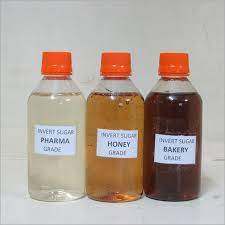 INVERT SUGAR
PHARMA
GRADE
INVERT SUGAR
HONEY
GRADE
INVERT SUGAR
BAKERY
GRADE